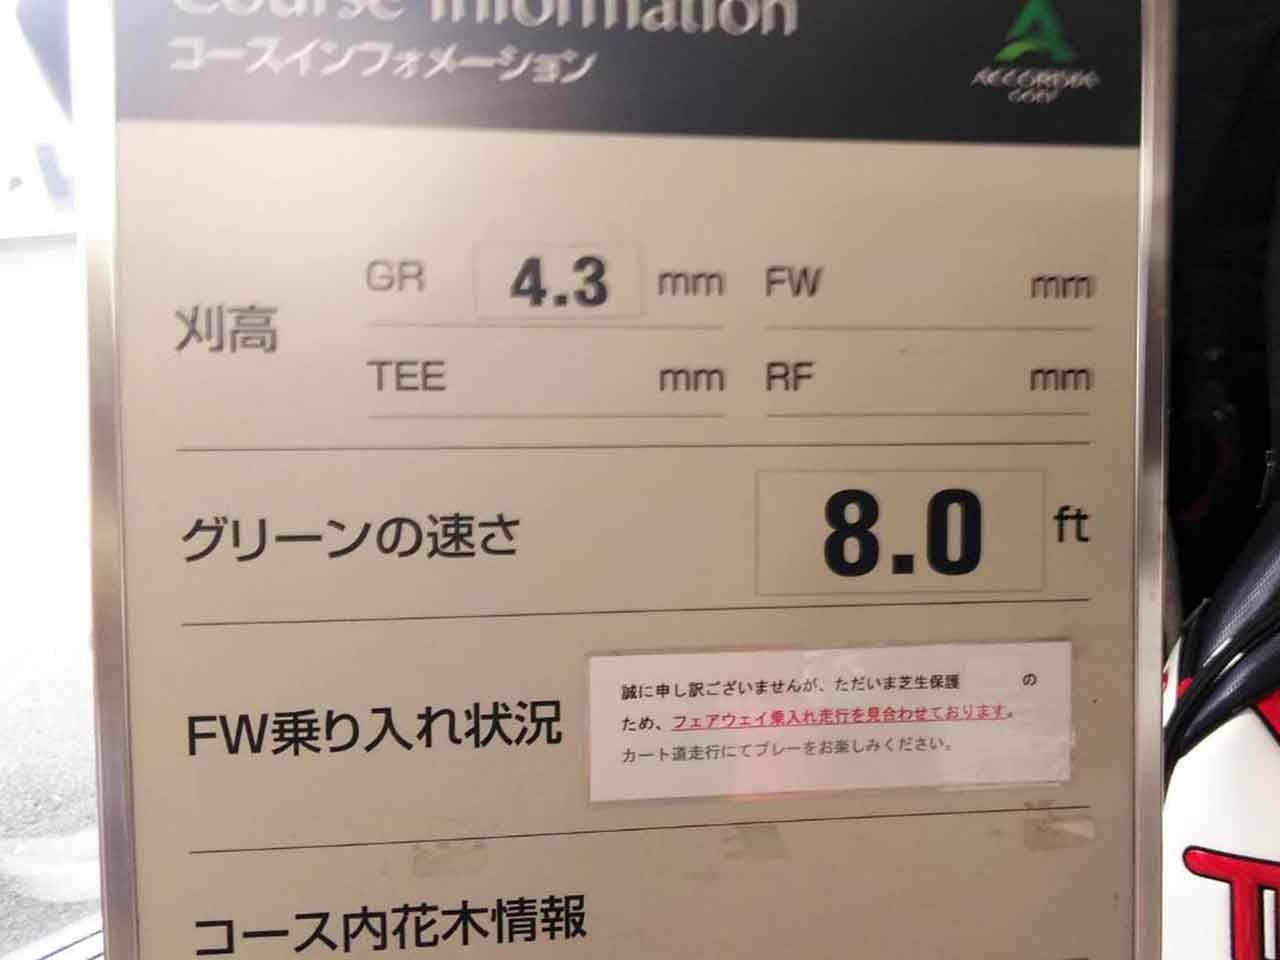 Course Information
コースインフォメーション
ACCORDIA
GOLF
刈高
GR 4.3 mm FW mm
TEE mm RF mm
グリーンの速さ 8.0 ft
FW乗り入れ状況
誠に申し訳ございませんが、ただいま芝生保護 の
ため、フェアウェイ乗入れ走行を見合わせております。
カート道走行にてプレーをお楽しみください。
コース内花木情報